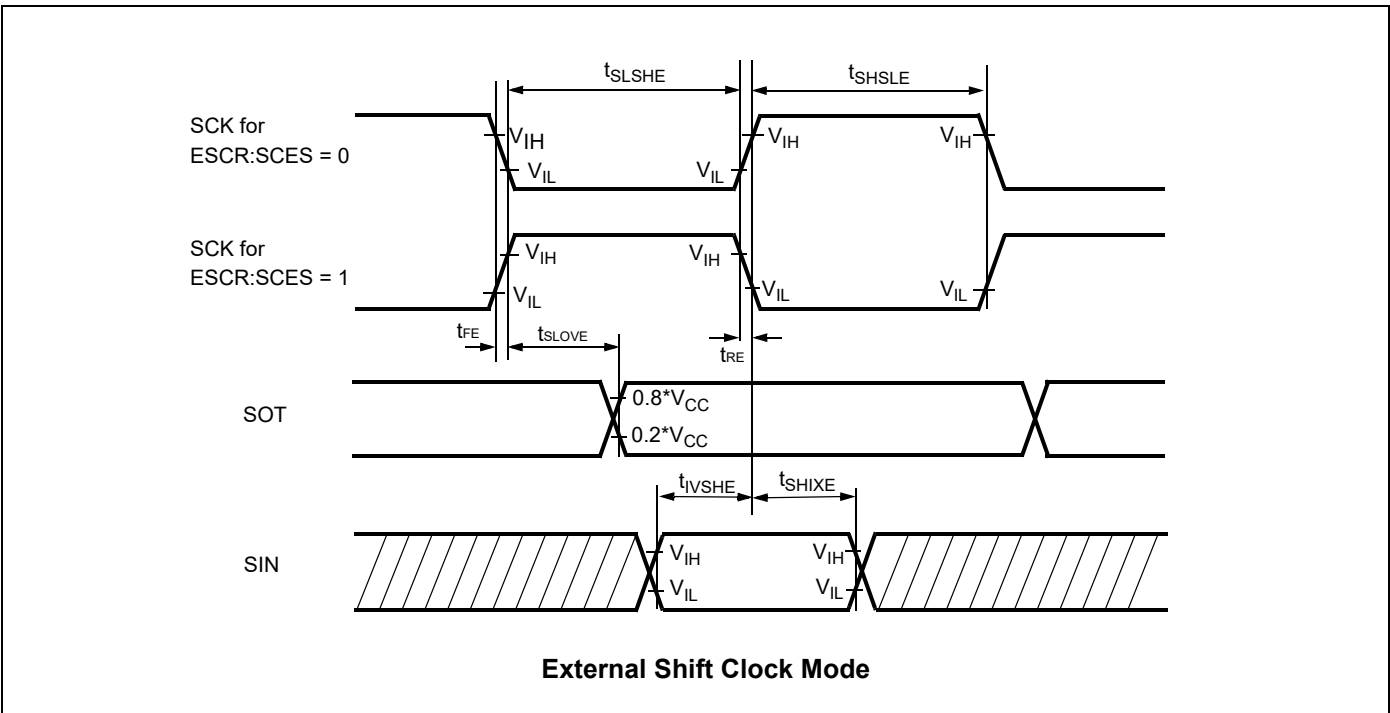 tSLSHE
tSHSLE
SCK for
ESCR:SCES = 0
VIH
VIL
VIL
VIH
VIH
SCK for
ESCR:SCES = 1
VIH
VIL
VIH
VIL
VIL
tFE
tSLOVE
tRE
SOT
0.8*VCC
0.2*VCC
tIVSHE
tSHIXE
SIN
VIH
VIL
VIH
VIL
External Shift Clock Mode